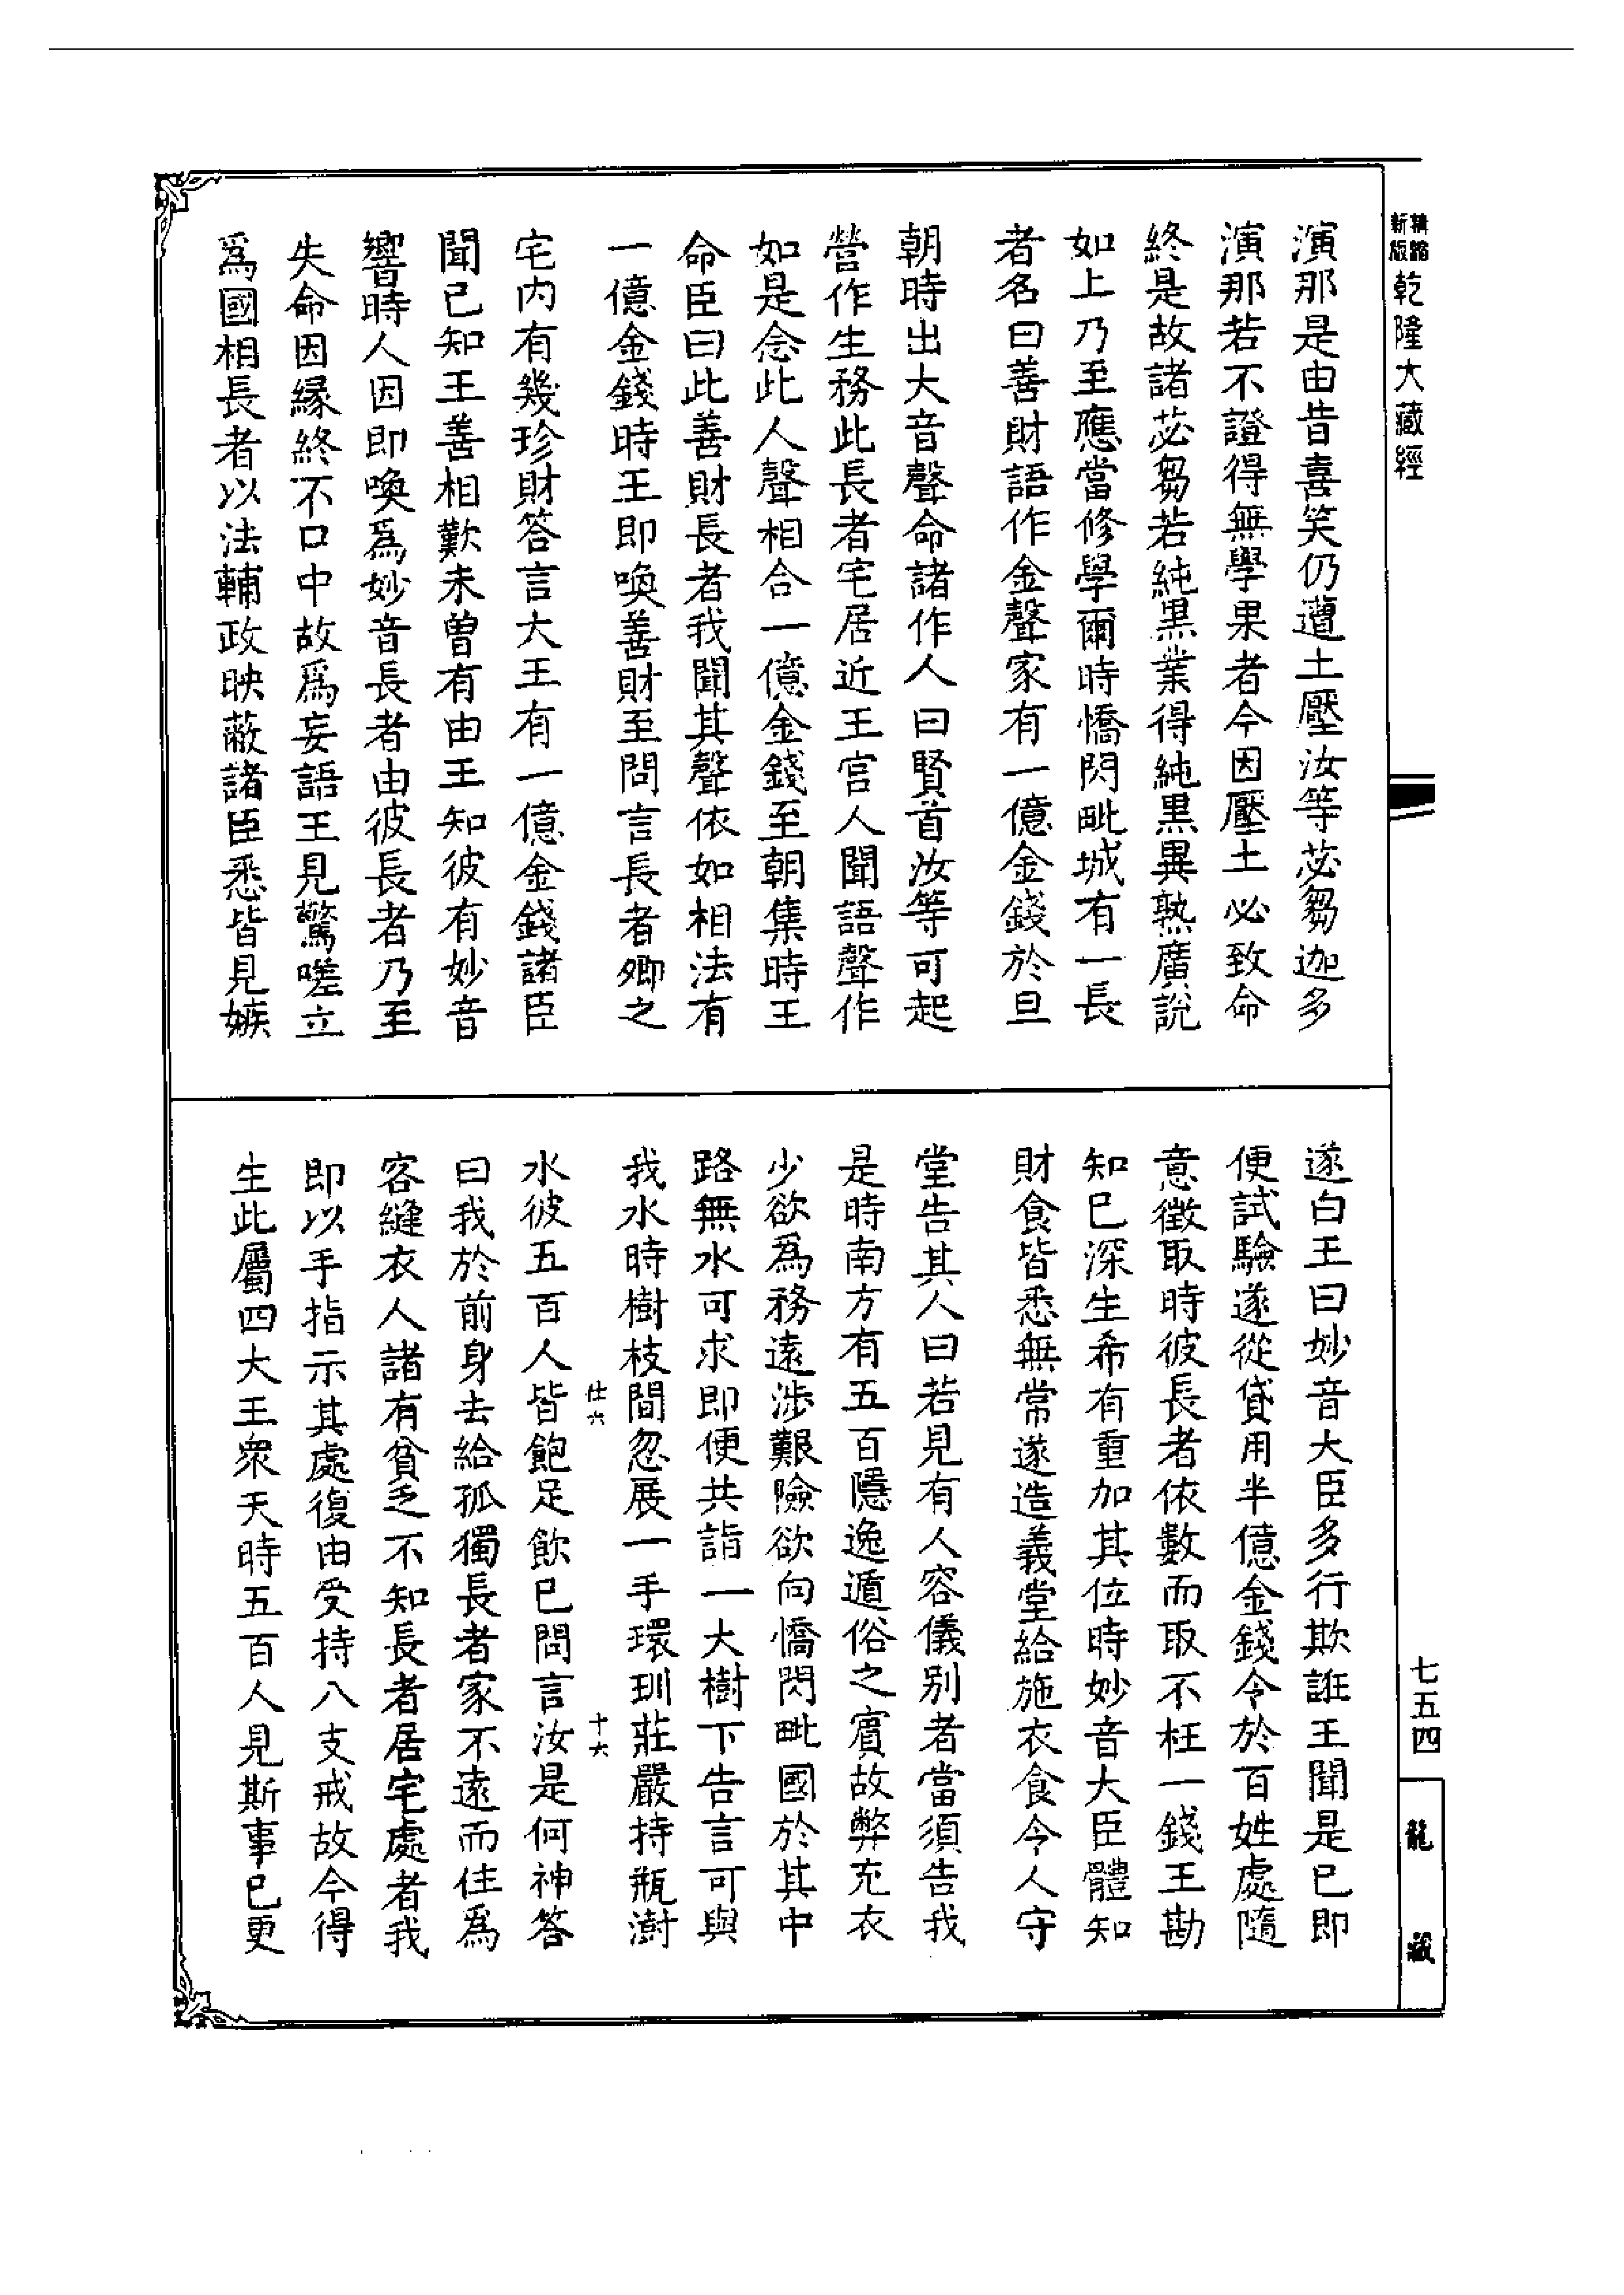 精縮新版乾隆大藏經
演那是由昔喜笑仍遭土壓汝等苾芻迦多
演那若不證得無學果者今因壓土必致命
終是故諸苾芻若純黑業得純黑異熟廣說
如上乃至應當修學爾時憍閃毗城有一長
者名曰善財語作金聲家有一億金錢於旦
朝時出大音聲命諸作人曰賢首汝等可起
營作生務此長者宅居近王宮人聞語聲作
如是念此人聲相合一億金錢至朝集時王
命臣曰此善財長者我聞其聲依如相法有
一億金錢時王即喚善財至問言長者卿之
宅內有幾珍財答言大王有一億金錢諸臣
聞已知王善相歎未曾有由王知彼有妙音
響時人因即喚為妙音長者由彼長者乃至
失命因緣終不口中故爲妄語王見驚嗟立
爲國相長者以法輔政映蔽諸臣悉皆見嫉
遂白王曰妙音大臣多行欺誑王聞是已即
便試驗遂從貸用半億金錢令於百姓處隨
意徵取時彼長者依數而取不枉一錢王勘
知已深生希有重加其位時妙音大臣體知
財食皆悉無常遂造義堂給施衣食令人守
堂告其人曰若見有人容儀別者當須告我
是時南方有五百隱逸遁俗之賓故弊充衣
少欲為務遠涉艱險欲向憍閃毗國於其中
路無水可求即便共詣一大樹下告言可與
我水時樹枝間忽展一手環玔莊嚴持瓶澍
水彼五百人皆飽足飲已問言汝是何神答
曰我於前身去給孤獨長者家不遠而住爲
客縫衣人諸有貧乏不知長者居宅處者我
即以手指示其處復由受持八支戒故今得
生此屬四大王眾天時五百人見斯事已更
仕六
十六
七五四
龍藏